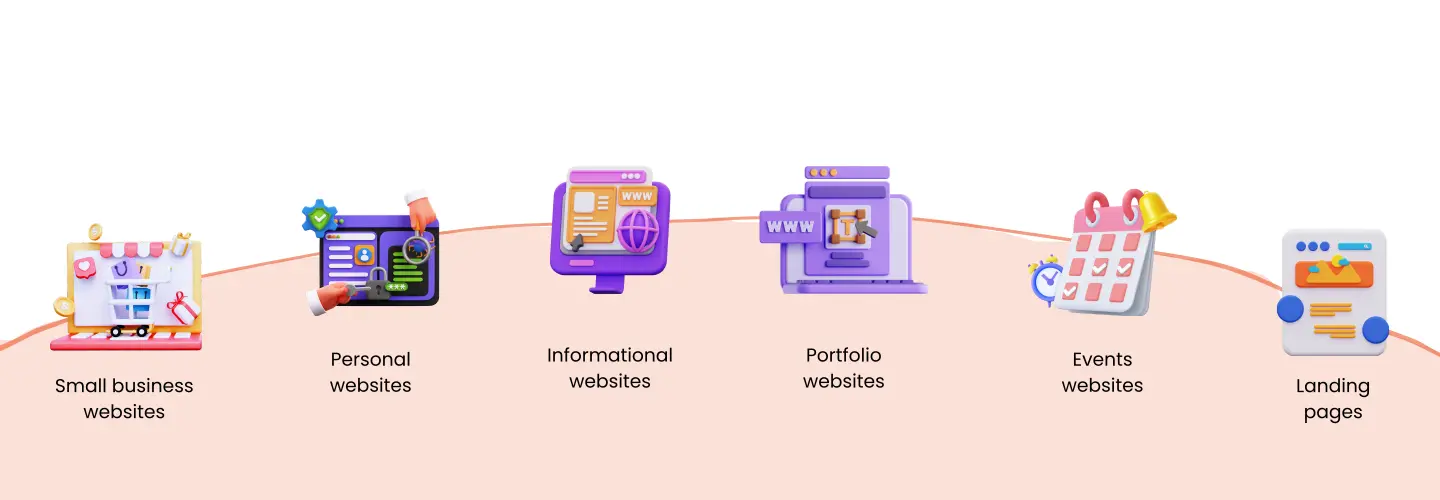 Small business
websites
Personal
websites
Informational
websites
WWW
Portfolio
websites
WWW
T
Events
websites
Landing
pages